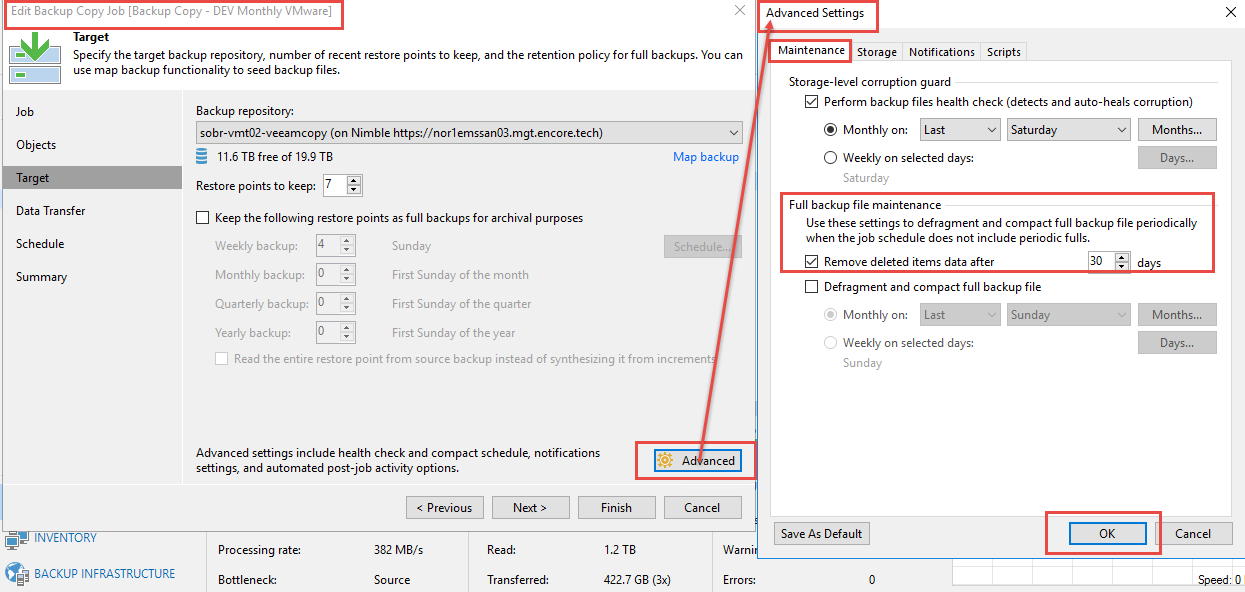 Edit Backup Copy Job [Backup Copy - DEV Monthly VMware]
Target
Specify the target backup repository, number of recent restore points to keep, and the retention policy for full backups. You can
use map backup functionality to seed backup files.
Job
Objects
Target
Data Transfer
Schedule
Summary
Backup repository:
sobr-vmt02-veeamcopy (on Nimble https://nor1emssan03.mgt.encore.tech)
11.6 TB free of 19.9 TB
Map backup
Restore points to keep: 7
Keep the following restore points as full backups for archival purposes
Weekly backup: 4 Sunday Schedule...
Monthly backup: 0 First Sunday of the month
Quarterly backup: 0 First Sunday of the quarter
Yearly backup: 0 First Sunday of the year
Read the entire restore point from source backup instead of synthesizing it from increments
Advanced settings include health check and compact schedule, notifications
settings, and automated post-job activity options.
Advanced
< Previous Next > Finish Cancel
INVENTORY
BACKUP INFRASTRUCTURE
Processing rate: 382 MB/s Read: 1.2 TB
Bottleneck: Source Transferred: 422.7 GB (3x) Errors: 0
Speed: 0
Advanced Settings
Maintenance Storage Notifications Scripts
Storage-level corruption guard
Perform backup files health check (detects and auto-heals corruption)
Monthly on: Last Saturday Months...
Weekly on selected days: Days...
Saturday
Full backup file maintenance
Use these settings to defragment and compact full backup file periodically
when the job schedule does not include periodic fulls.
Remove deleted items data after 30 days
Defragment and compact full backup file
Monthly on: Last Sunday Months...
Weekly on selected days: Days...
Sunday
Save As Default OK Cancel